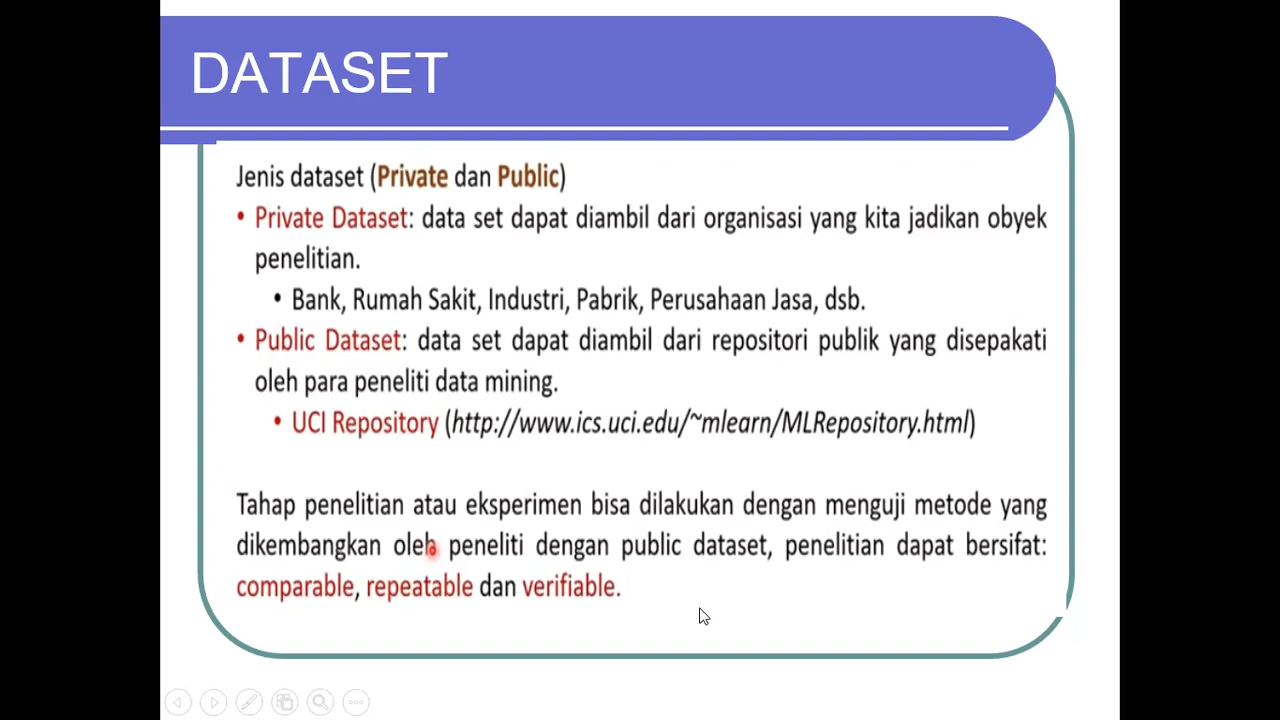 DATASET
Jenis dataset (Private dan Public)
• Private Dataset: data set dapat diambil dari organisasi yang kita jadikan obyek
penelitian.
• Bank, Rumah Sakit, Industri, Pabrik, Perusahaan Jasa, dsb.
• Public Dataset: data set dapat diambil dari repositori publik yang disepakati
oleh para peneliti data mining.
• UCI Repository (http://www.ics.uci.edu/~mlearn/MLRepository.html)
Tahap penelitian atau eksperimen bisa dilakukan dengan menguji metode yang
dikembangkan oleh peneliti dengan public dataset, penelitian dapat bersifat:
comparable, repeatable dan verifiable.